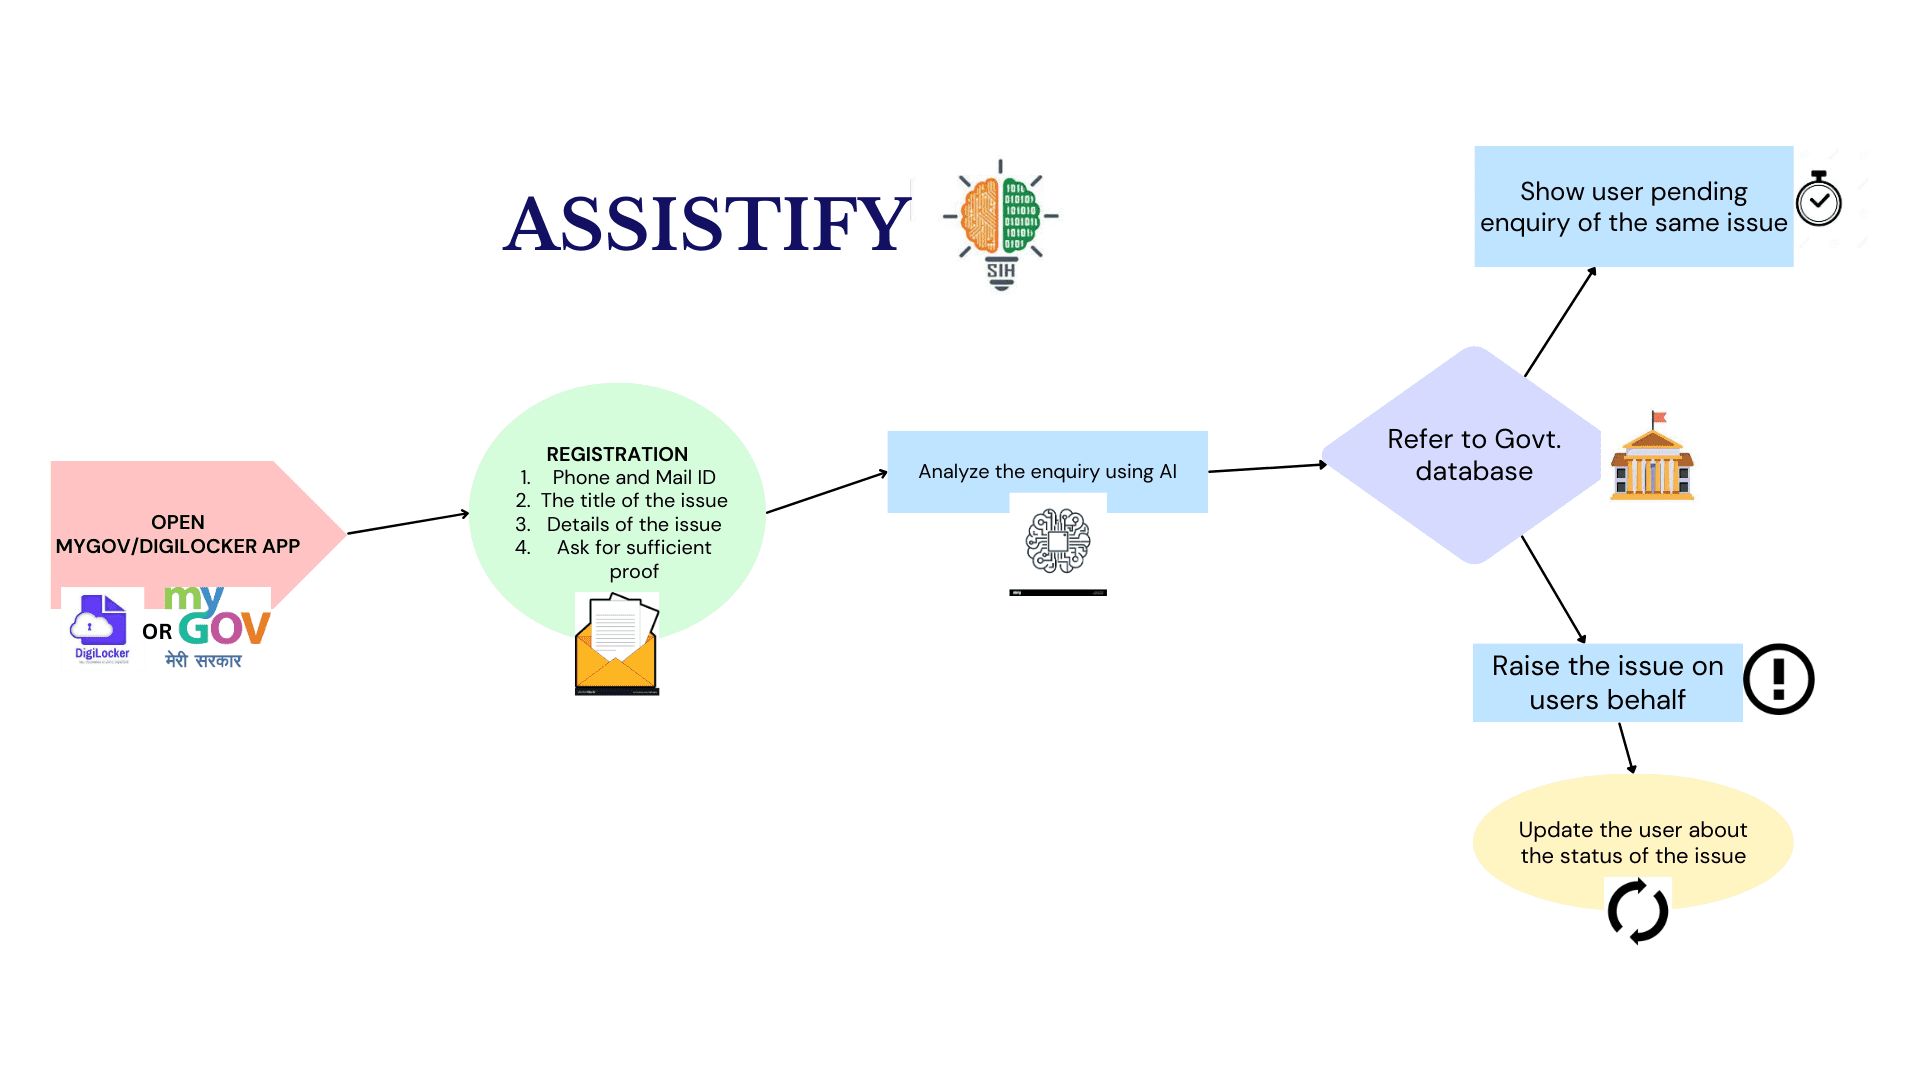 ASSISTIFY
SIH
OPEN
MYGOV/DIGILOCKER APP
DigiLocker
OR
my
GOV
मेरी सरकार
REGISTRATION
1. Phone and Mail ID
2. The title of the issue
3. Details of the issue
4. Ask for sufficient
proof
Analyze the enquiry using AI
Refer to Govt.
database
Show user pending
enquiry of the same issue
Raise the issue on
users behalf
Update the user about
the status of the issue